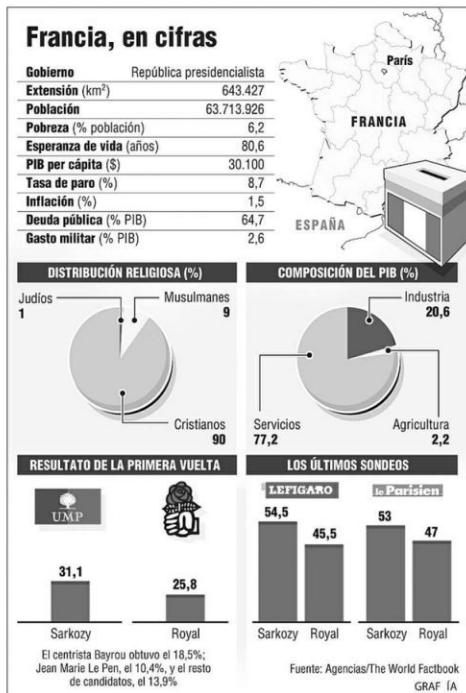 Francia, en cifras
Gobierno República presidencialista
Extensión (km²) 643.427
Población 63.713.926
Pobreza (% población) 6,2
Esperanza de vida (años) 80,6
PIB per cápita ($) 30.100
Tasa de paro (%) 8,7
Inflación (%) 1,5
Deuda pública (% PIB) 64,7
Gasto militar (% PIB) 2,6
París
FRANCIA
ESPAÑA
DISTRIBUCIÓN RELIGIOSA (%)
Judíos
1
Musulmanes
9
Cristianos
90
COMPOSICIÓN DEL PIB (%)
Industria
20,6
Servicios
77,2
Agricultura
2,2
RESULTATO DE LA PRIMERA VUELTA
UMP
31,1
25,8
Sarkozy
Royal
El centrista Bayrou obtuvo el 18,5%;
Jean Marie Le Pen, el 10,4%, y el resto
de candidatos, el 13,9%
LOS ÚLTIMOS SONDEOS
LE FIGARO
le Parisien
54,5
45,5
53
47
Sarkozy Royal Sarkozy Royal
Fuente: Agencias/The World Factbook